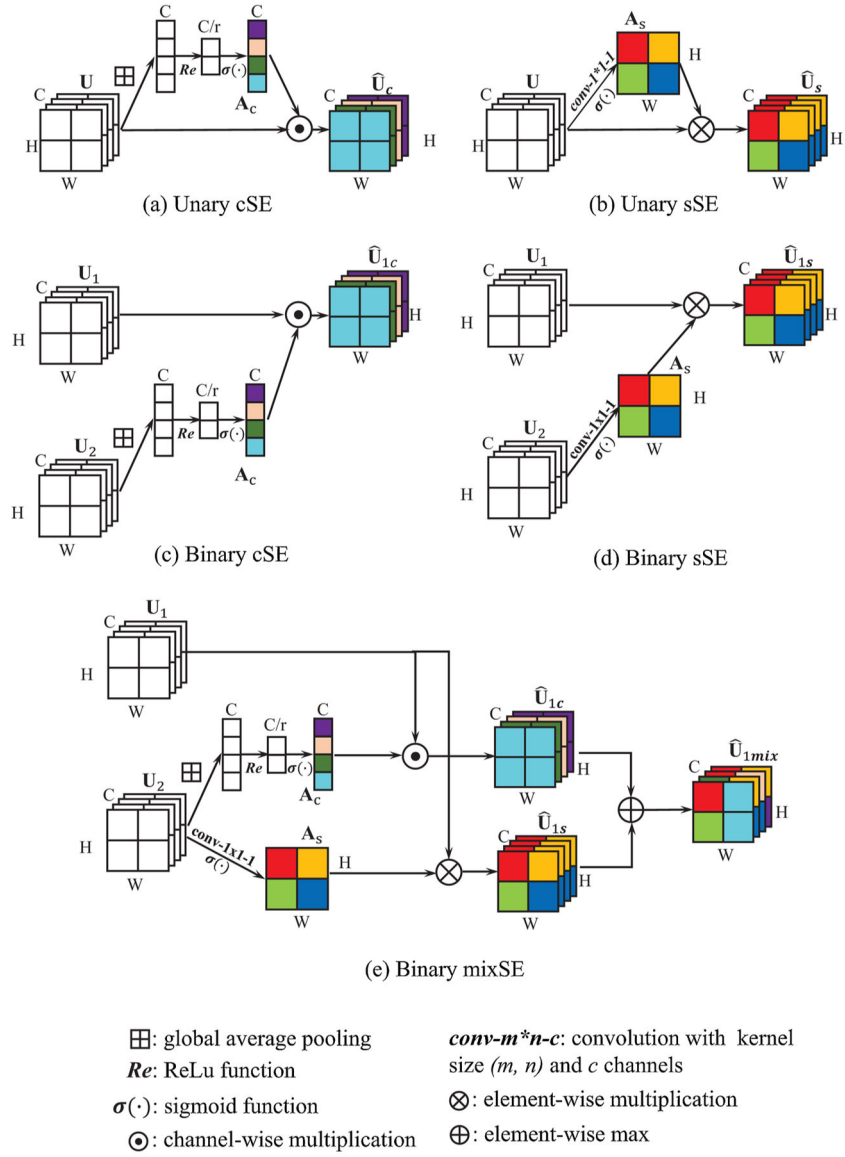 C
C/r
C
Re
σ(·)
A_c
C
U
H
W
Û_c
H
W
(a) Unary cSE
A_s
H
W
conv-1*1-1
σ(·)
C
U
H
W
C
Û_s
H
W
(b) Unary sSE
C
U_1
H
W
Û_1c
H
W
C
C/r
C
Re
σ(·)
A_c
C
U_2
H
W
(c) Binary cSE
C
U_1
H
W
C
Û_1s
H
W
A_s
H
W
conv-1x1-1
σ(·)
C
U_2
H
W
(d) Binary sSE
C
U_1
H
W
C
C/r
C
Re
σ(·)
A_c
C
Û_1c
H
W
C
U_2
H
W
conv-1x1-1
σ(·)
A_s
H
W
C
Û_1s
H
W
C
Û_1mix
H
W
(e) Binary mixSE
: global average pooling
Re: ReLu function
σ(·): sigmoid function
⊙: channel-wise multiplication
conv-m*n-c: convolution with kernel
size (m, n) and c channels
⊗: element-wise multiplication
⊕: element-wise max